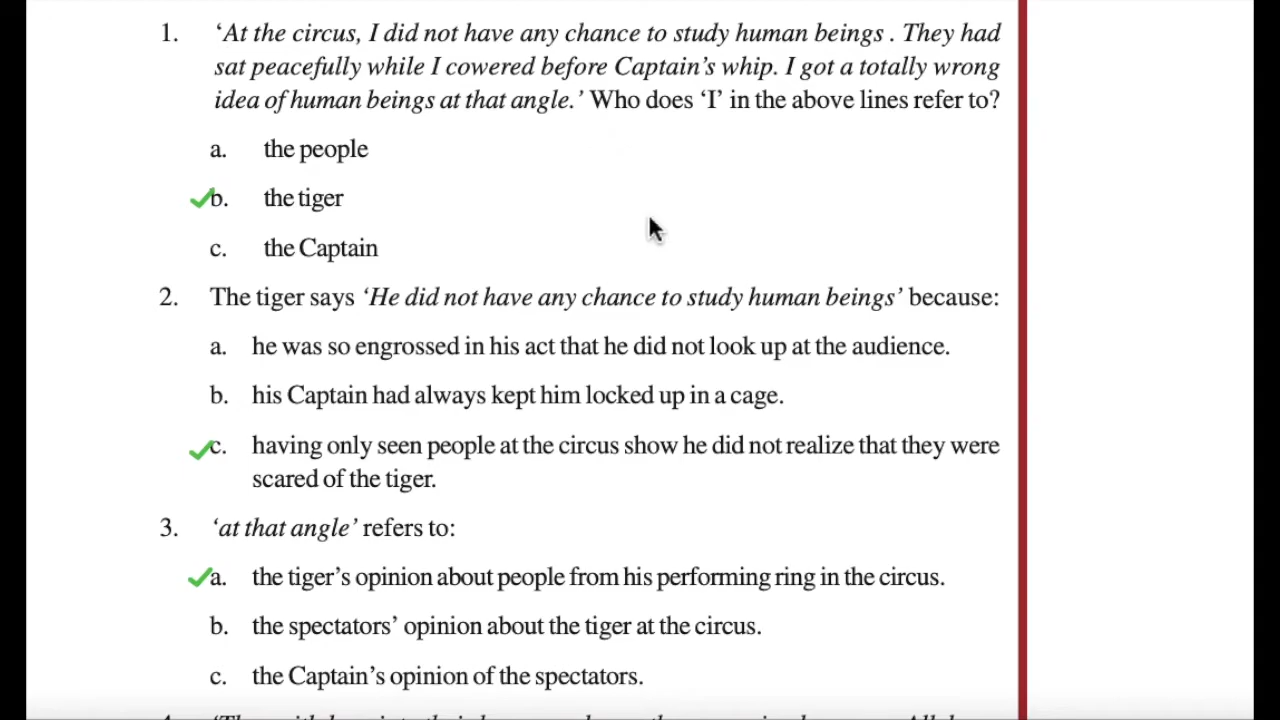 1. ‘At the circus, I did not have any chance to study human beings . They had
sat peacefully while I cowered before Captain’s whip. I got a totally wrong
idea of human beings at that angle.’ Who does ‘I’ in the above lines refer to?
a. the people
b. the tiger
c. the Captain
2. The tiger says ‘He did not have any chance to study human beings’ because:
a. he was so engrossed in his act that he did not look up at the audience.
b. his Captain had always kept him locked up in a cage.
c. having only seen people at the circus show he did not realize that they were
scared of the tiger.
3. ‘at that angle’ refers to:
a. the tiger’s opinion about people from his performing ring in the circus.
b. the spectators’ opinion about the tiger at the circus.
c. the Captain’s opinion of the spectators.